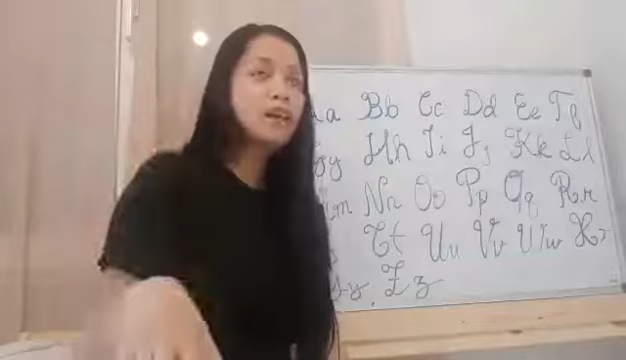 a Bb Cc Dd Ee Ff
y Hh Ii Jj Kk Ll
m Nn Oo Pp Qq Rr
Tt Uu Vv Ww Xx
y Zz